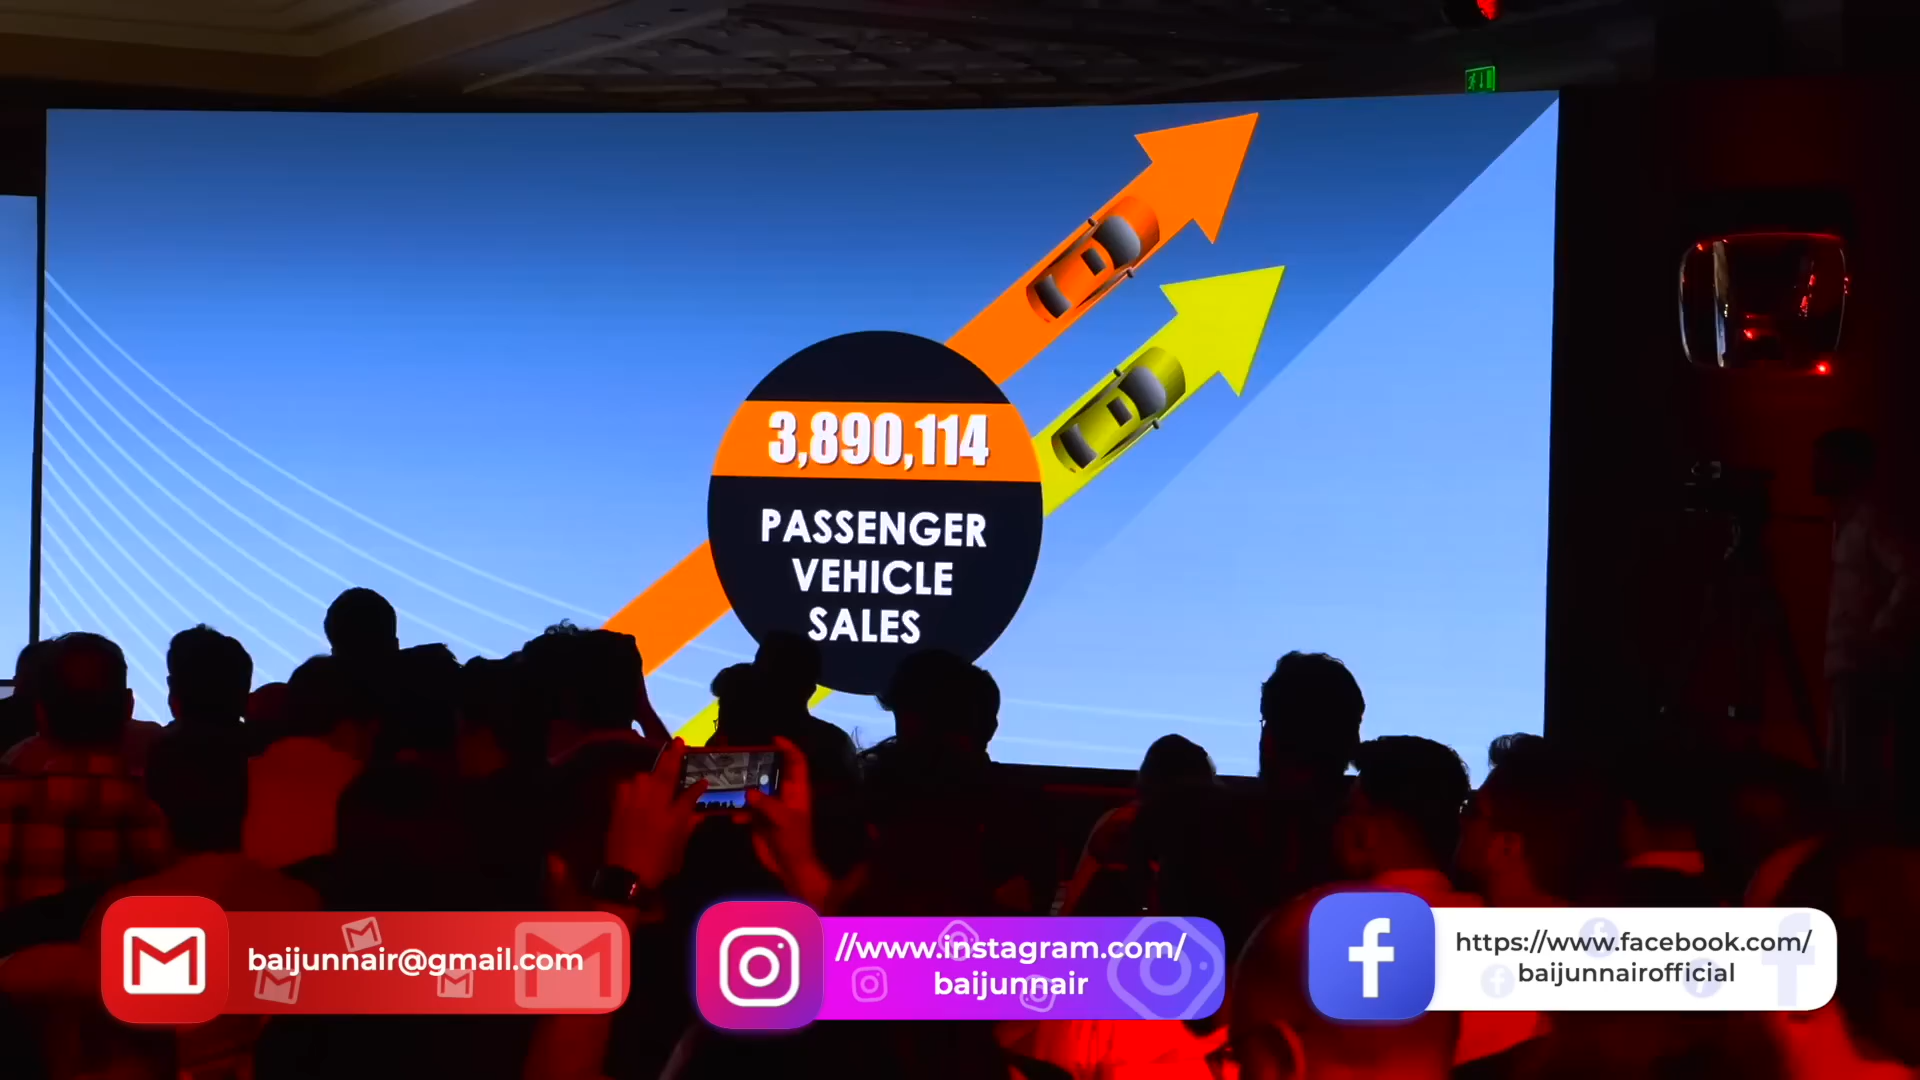 3,890,114
PASSENGER
VEHICLE
SALES
baijunnair@gmail.com
//www.instagram.com/
baijunnair
https://www.facebook.com/
baijunnairofficial